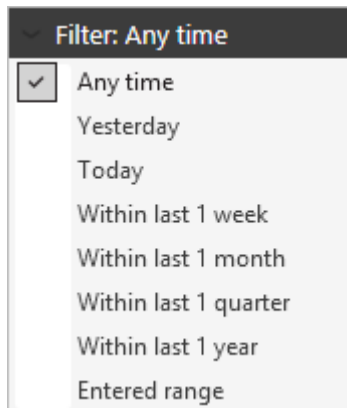 Filter: Any time
Any time
Yesterday
Today
Within last 1 week
Within last 1 month
Within last 1 quarter
Within last 1 year
Entered range